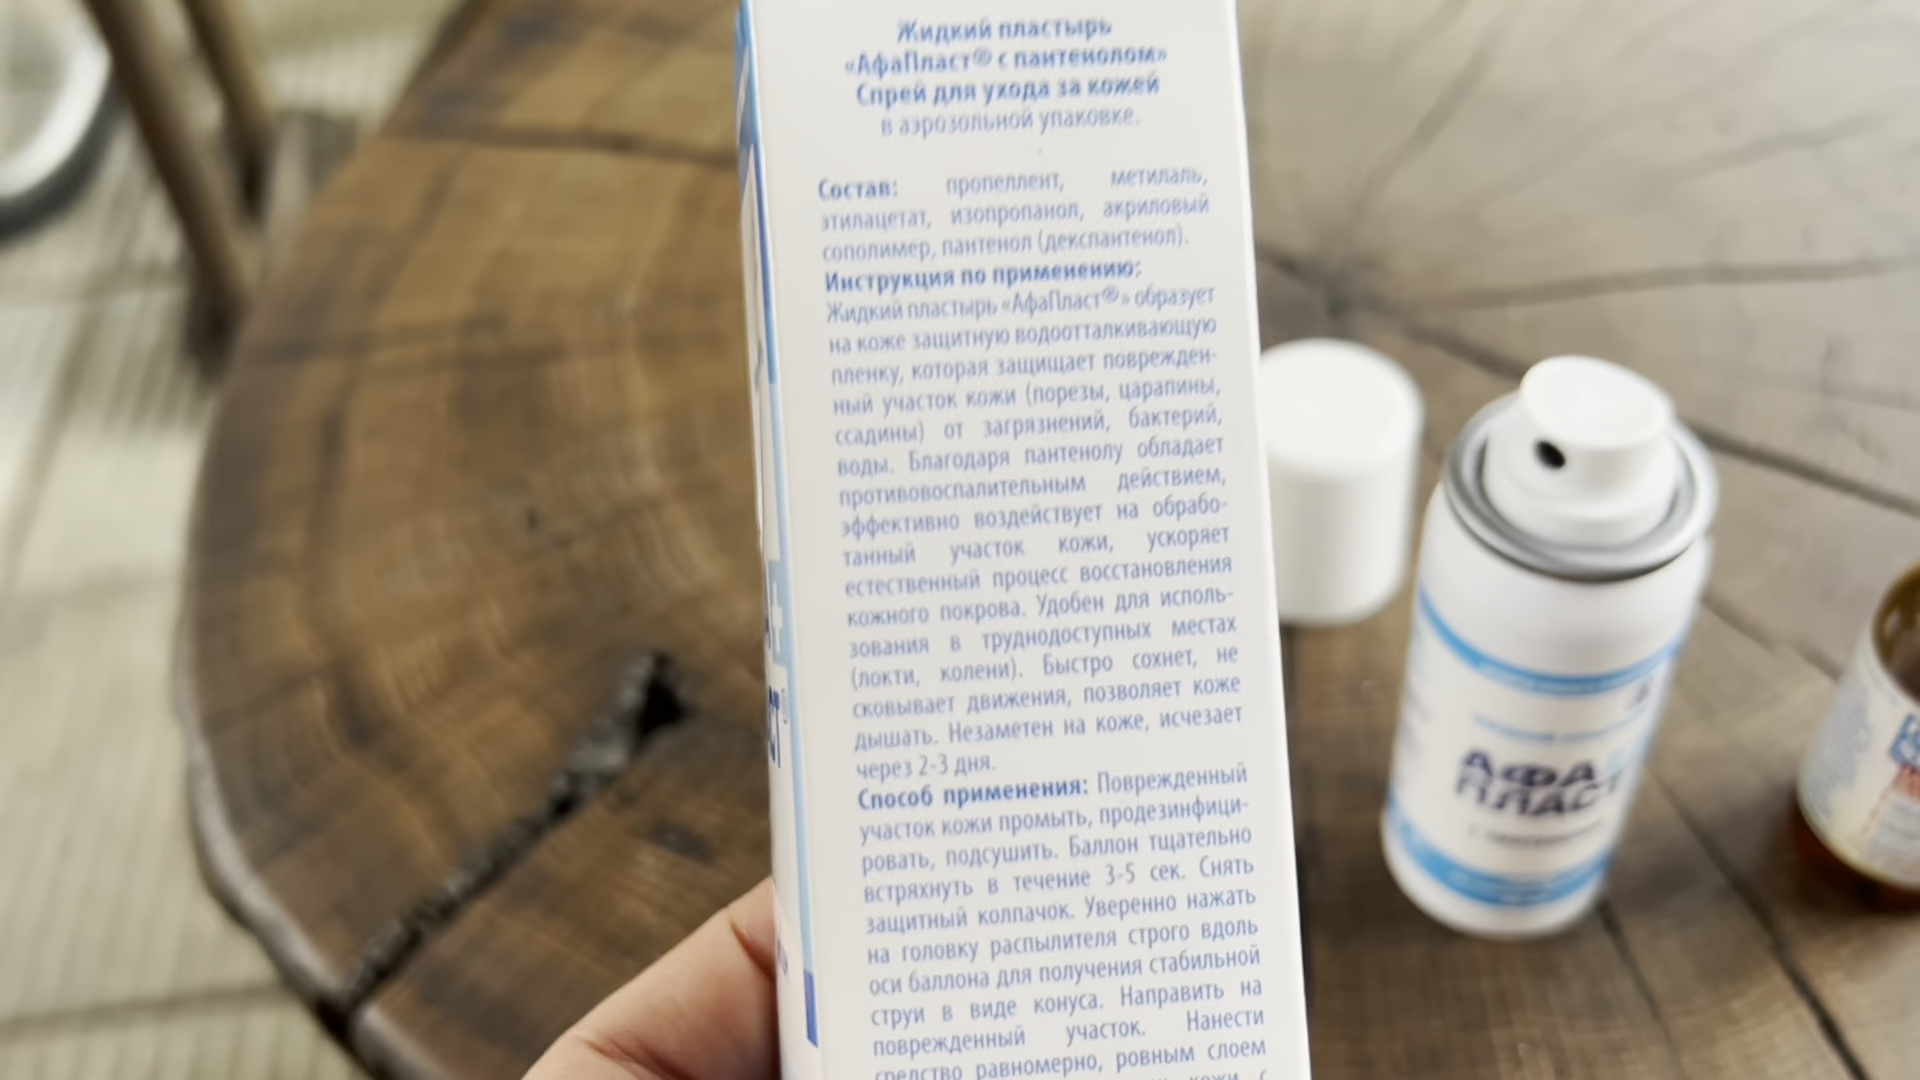 Жидкий пластырь
«АфаПласт® с пантенолом»
Спрей для ухода за кожей
в аэрозольной упаковке.
Состав: пропеллент, метилаль,
этилацетат, изопропанол, акриловый
сополимер, пантенол (декспантенол).
Инструкция по применению:
Жидкий пластырь «АфаПласт®» образует
на коже защитную водоотталкивающую
пленку, которая защищает поврежден-
ный участок кожи (порезы, царапины,
ссадины) от загрязнений, бактерий,
воды. Благодаря пантенолу обладает
противовоспалительным действием,
эффективно воздействует на обрабо-
танный участок кожи, ускоряет
естественный процесс восстановления
кожного покрова. Удобен для исполь-
зования в труднодоступных местах
(локти, колени). Быстро сохнет, не
сковывает движения, позволяет коже
дышать. Незаметен на коже, исчезает
через 2-3 дня.
Способ применения: Поврежденный
участок кожи промыть, продезинфици-
ровать, подсушить. Баллон тщательно
встряхнуть в течение 3-5 сек. Снять
защитный колпачок. Уверенно нажать
на головку распылителя строго вдоль
оси баллона для получения стабильной
струи в виде конуса. Направить на
поврежденный участок. Нанести
средство равномерно, ровным слоем
кожи с
АФА
ПЛАСТ